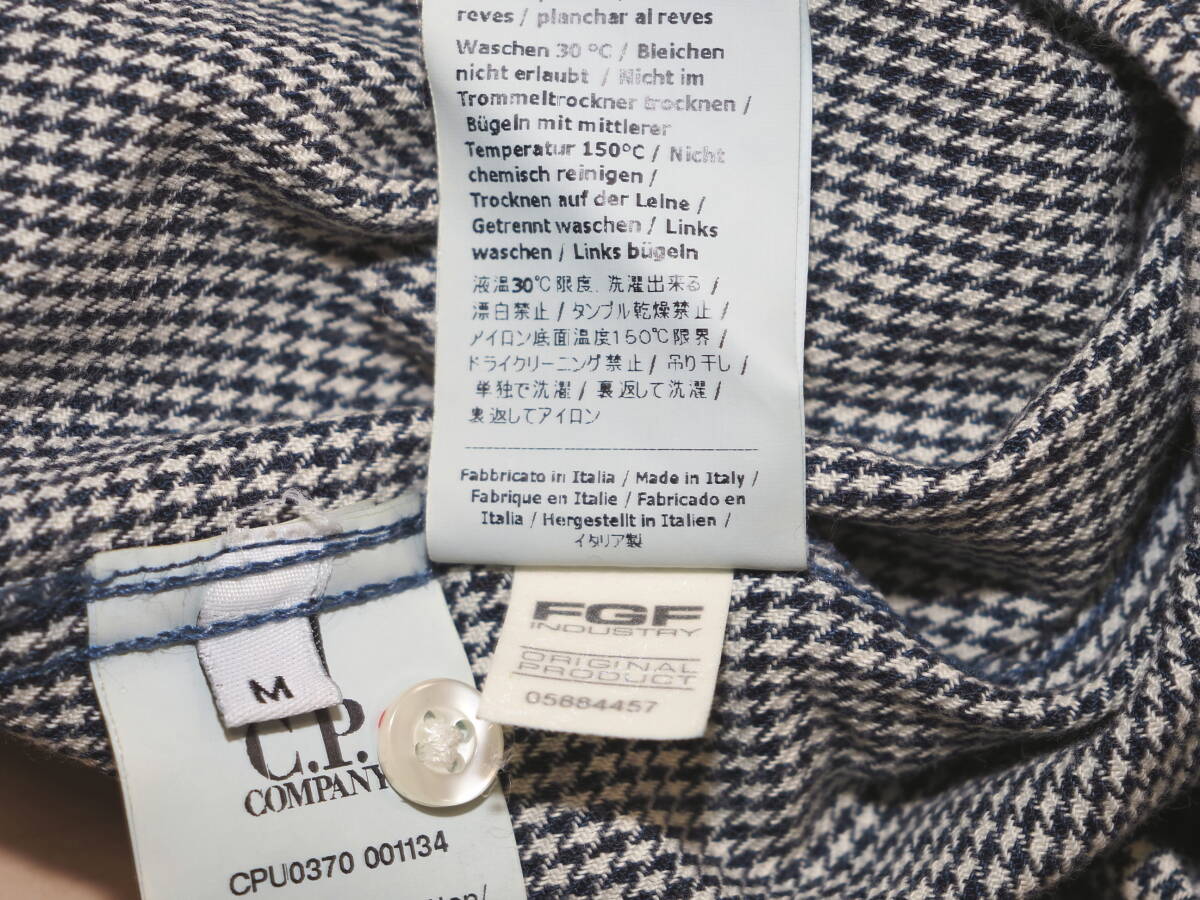 reves / planchar al reves
Waschen 30 °C / Bleichen
nicht erlaubt / Nicht im
Trommeltrockner trocknen /
Bügeln mit mittlerer
Temperatur 150°C / Nicht
chemisch reinigen /
Trocknen auf der Leine /
Getrennt waschen / Links
waschen / Links bügeln
液温30℃限度、洗濯出来る /
漂白禁止 / タンブル乾燥禁止 /
アイロン底面温度150℃限界 /
ドライクリーニング禁止 / 吊り干し /
単独で洗濯 / 裏返して洗濯 /
裏返してアイロン
Fabbricato in Italia / Made in Italy /
Fabrique en Italie / Fabricado en
Italia / Hergestellt in Italien /
イタリア製
FGF
INDUSTRY
ORIGINAL
PRODUCT
05884457
M
C.P.
COMPANY
CPU0370 001134